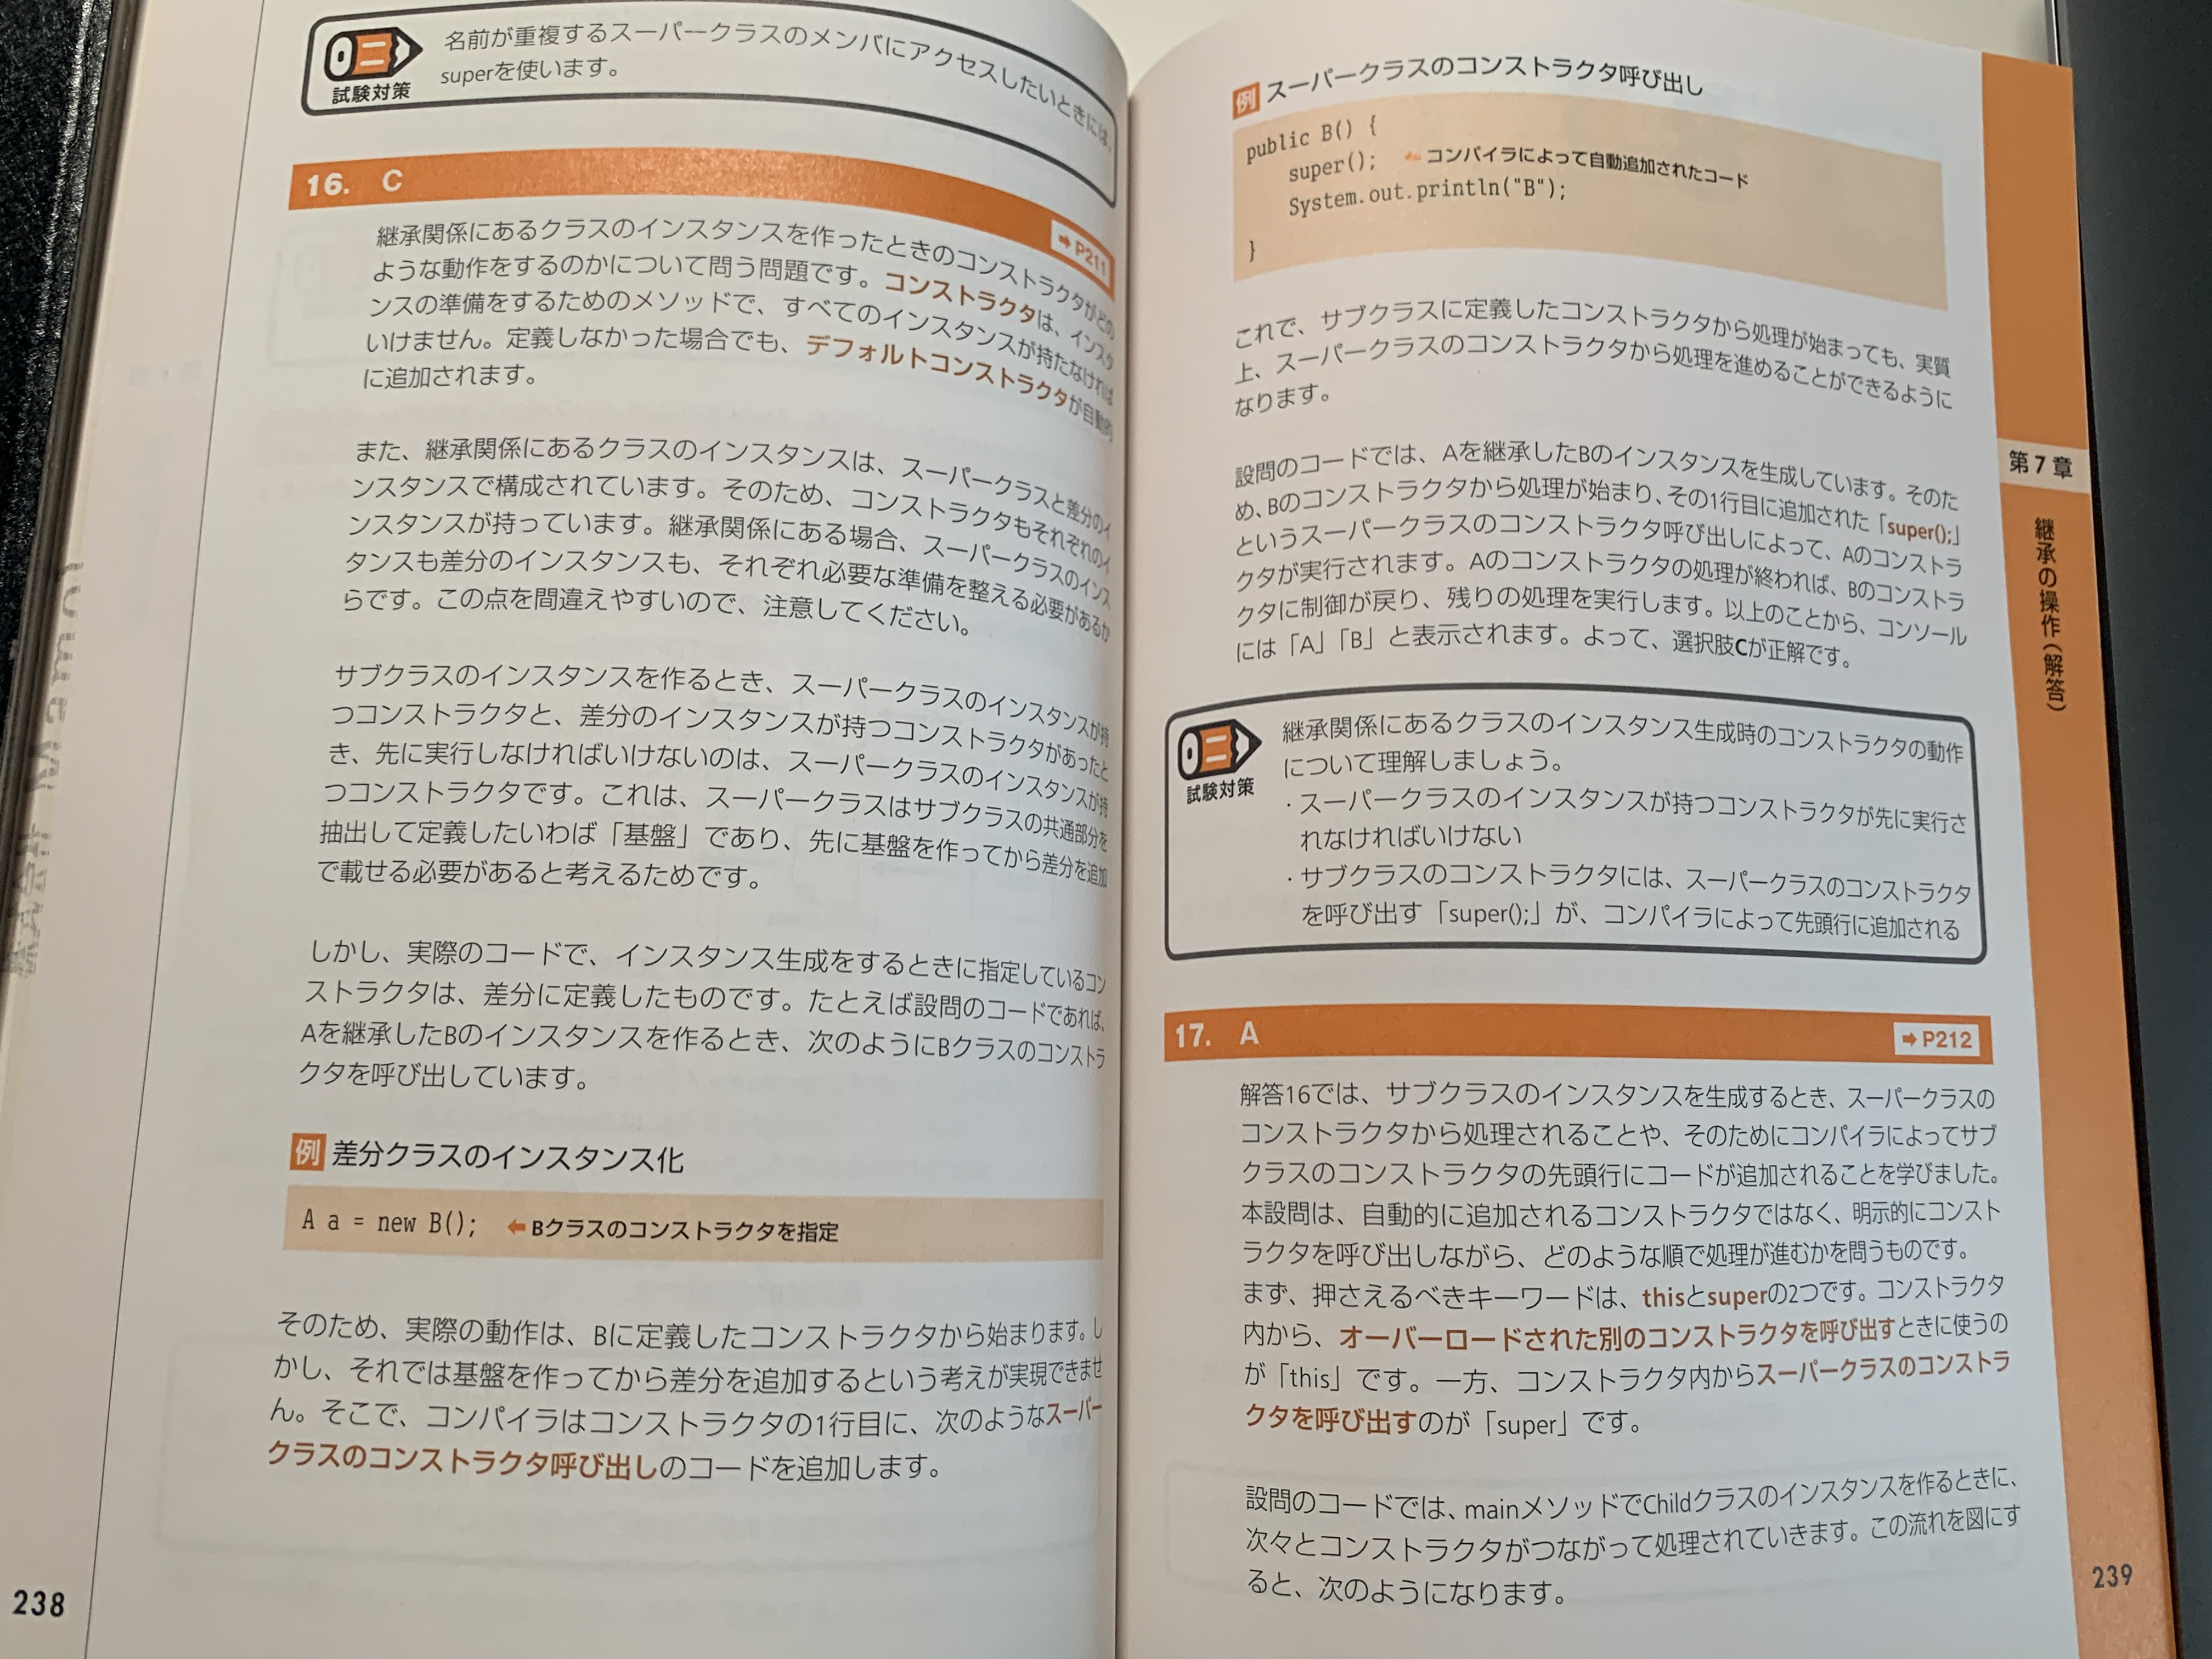 試験対策
名前が重複するスーパークラスのメンバにアクセスしたいときには、
superを使います。
16. C
➡P211
継承関係にあるクラスのインスタンスを作ったときのコンストラクタがどの
ような動作をするのかについて問う問題です。コンストラクタは、インスタ
ンスの準備をするためのメソッドで、すべてのインスタンスが持たなければ
いけません。定義しなかった場合でも、デフォルトコンストラクタが自動的
に追加されます。
また、継承関係にあるクラスのインスタンスは、スーパークラスと差分のイ
ンスタンスで構成されています。そのため、コンストラクタもそれぞれのイ
ンスタンスが持っています。継承関係にある場合、スーパークラスのインス
タンスも差分のインスタンスも、それぞれ必要な準備を整える必要があるか
らです。この点を間違えやすいので、注意してください。
サブクラスのインスタンスを作るとき、スーパークラスのインスタンスが持
つコンストラクタと、差分のインスタンスが持つコンストラクタがあったと
き、先に実行しなければいけないのは、スーパークラスのインスタンスが持
つコンストラクタです。これは、スーパークラスはサブクラスの共通部分を
抽出して定義したいわば「基盤」であり、先に基盤を作ってから差分を追加
で載せる必要があると考えるためです。
しかし、実際のコードで、インスタンス生成をするときに指定しているコン
ストラクタは、差分に定義したものです。たとえば設問のコードであれば、
Aを継承したBのインスタンスを作るとき、次のようにBクラスのコンストラ
クタを呼び出しています。
例 差分クラスのインスタンス化
A a = new B(); ⬅Bクラスのコンストラクタを指定
そのため、実際の動作は、Bに定義したコンストラクタから始まります。し
かし、それでは基盤を作ってから差分を追加するという考えが実現できませ
ん。そこで、コンパイラはコンストラクタの1行目に、次のようなスーパー
クラスのコンストラクタ呼び出しのコードを追加します。
238
例 スーパークラスのコンストラクタ呼び出し
public B() {
super(); ⬅コンパイラによって自動追加されたコード
System.out.println("B");
}
これで、サブクラスに定義したコンストラクタから処理が始まっても、実質
上、スーパークラスのコンストラクタから処理を進めることができるように
なります。
設問のコードでは、Aを継承したBのインスタンスを生成しています。そのた
め、Bのコンストラクタから処理が始まり、その1行目に追加された「super();」
というスーパークラスのコンストラクタ呼び出しによって、Aのコンストラ
クタが実行されます。Aのコンストラクタの処理が終われば、Bのコンストラ
クタに制御が戻り、残りの処理を実行します。以上のことから、コンソール
には「A」「B」と表示されます。よって、選択肢Cが正解です。
試験対策
継承関係にあるクラスのインスタンス生成時のコンストラクタの動作
について理解しましょう。
・スーパークラスのインスタンスが持つコンストラクタが先に実行さ
れなければいけない
・サブクラスのコンストラクタには、スーパークラスのコンストラクタ
を呼び出す「super();」が、コンパイラによって先頭行に追加される
17. A
➡P212
解答16では、サブクラスのインスタンスを生成するとき、スーパークラスの
コンストラクタから処理されることや、そのためにコンパイラによってサブ
クラスのコンストラクタの先頭行にコードが追加されることを学びました。
本設問は、自動的に追加されるコンストラクタではなく、明示的にコンスト
ラクタを呼び出しながら、どのような順で処理が進むかを問うものです。
まず、押さえるべきキーワードは、thisとsuperの2つです。コンストラクタ
内から、オーバーロードされた別のコンストラクタを呼び出すときに使うの
が「this」です。一方、コンストラクタ内からスーパークラスのコンストラ
クタを呼び出すのが「super」です。
設問のコードでは、mainメソッドでChildクラスのインスタンスを作るときに、
次々とコンストラクタがつながって処理されていきます。この流れを図にす
ると、次のようになります。
第7章
継承の操作（解答）
239